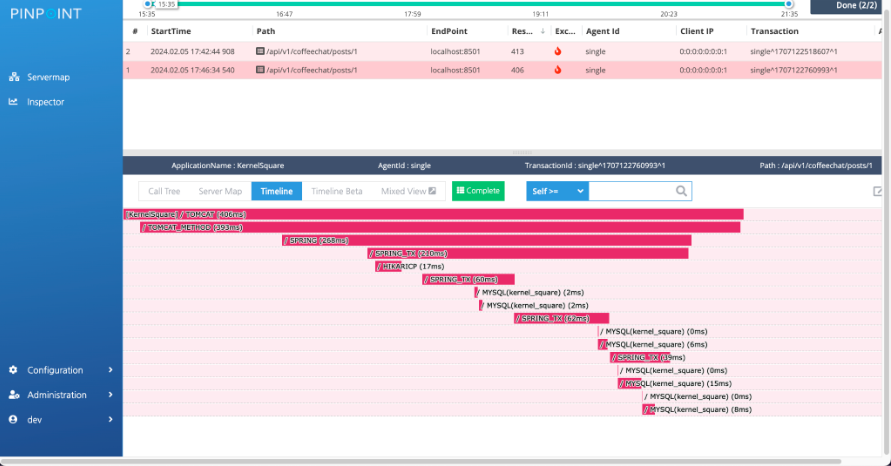 PINPOINT
Servermap
Inspector
Configuration
Administration
dev
15:35
Done (2/2)
15:35 16:47 17:59 19:11 20:23 21:35
# StartTime Path EndPoint Res... Exc... Agent Id Client IP Transaction
2 2024.02.05 17:42:44 908 /api/v1/coffeechat/posts/1 localhost:8501 413 single 0:0:0:0:0:0:0:1 single^1707122518607^1
1 2024.02.05 17:46:34 540 /api/v1/coffeechat/posts/1 localhost:8501 406 single 0:0:0:0:0:0:0:1 single^1707122760993^1
ApplicationName : KernelSquare AgentId : single TransactionId : single^1707122760993^1 Path : /api/v1/coffeechat/posts/1
Call Tree Server Map Timeline Timeline Beta Mixed View Complete Self >=
[KernelSquare] / TOMCAT (406ms)
/ TOMCAT_METHOD (393ms)
/ SPRING (268ms)
/ SPRING_TX (210ms)
/ HIKARICP (17ms)
/ SPRING_TX (60ms)
/ MYSQL(kernel_square) (2ms)
/ MYSQL(kernel_square) (2ms)
/ SPRING_TX (62ms)
/ MYSQL(kernel_square) (0ms)
/ MYSQL(kernel_square) (6ms)
/ SPRING_TX (39ms)
/ MYSQL(kernel_square) (0ms)
/ MYSQL(kernel_square) (15ms)
/ MYSQL(kernel_square) (0ms)
/ MYSQL(kernel_square) (8ms)